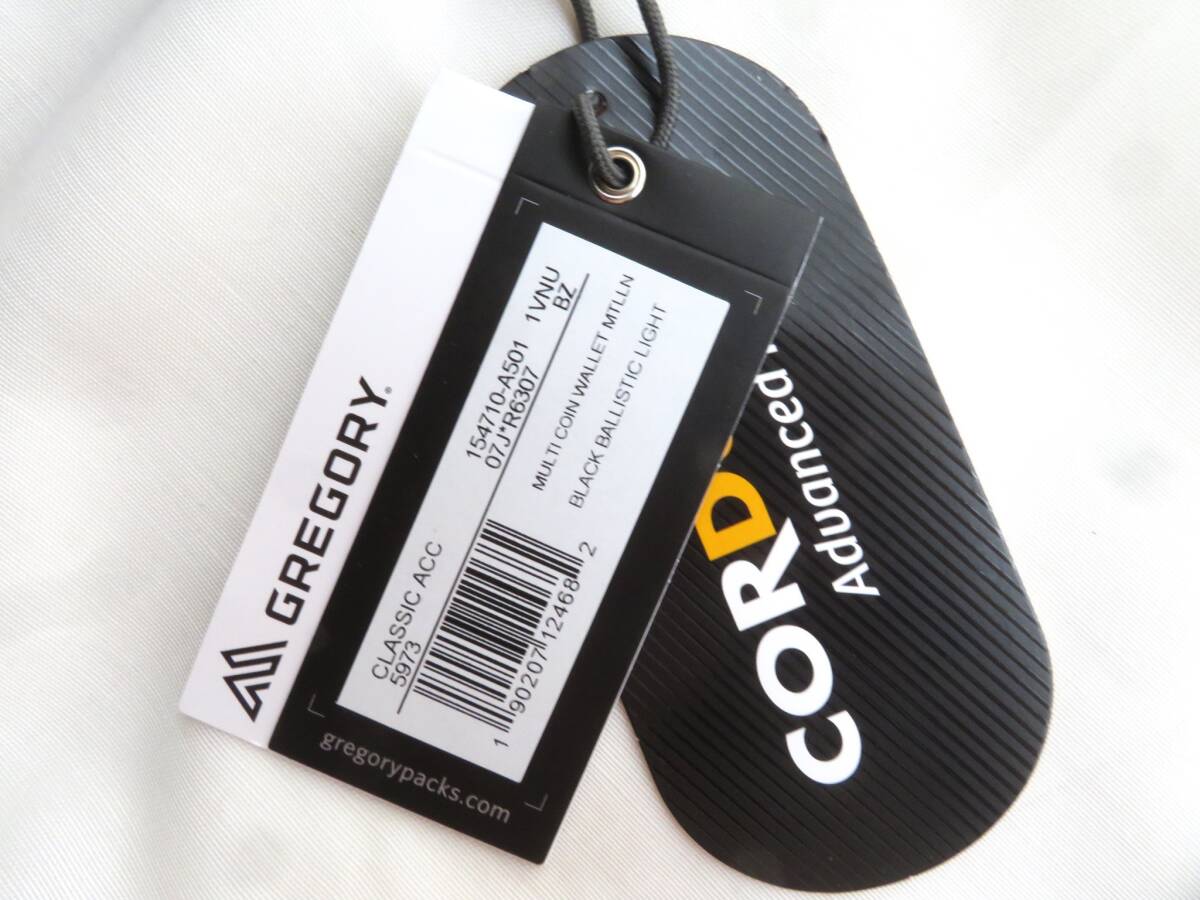 GREGORY®
CLASSIC ACC 154710-A501 1VNU
5973 07J*R6307 BZ
MULTI COIN WALLET MTLLN
BLACK BALLISTIC LIGHT
1 90207 12468 2
gregorypacks.com
CORD
Advanced